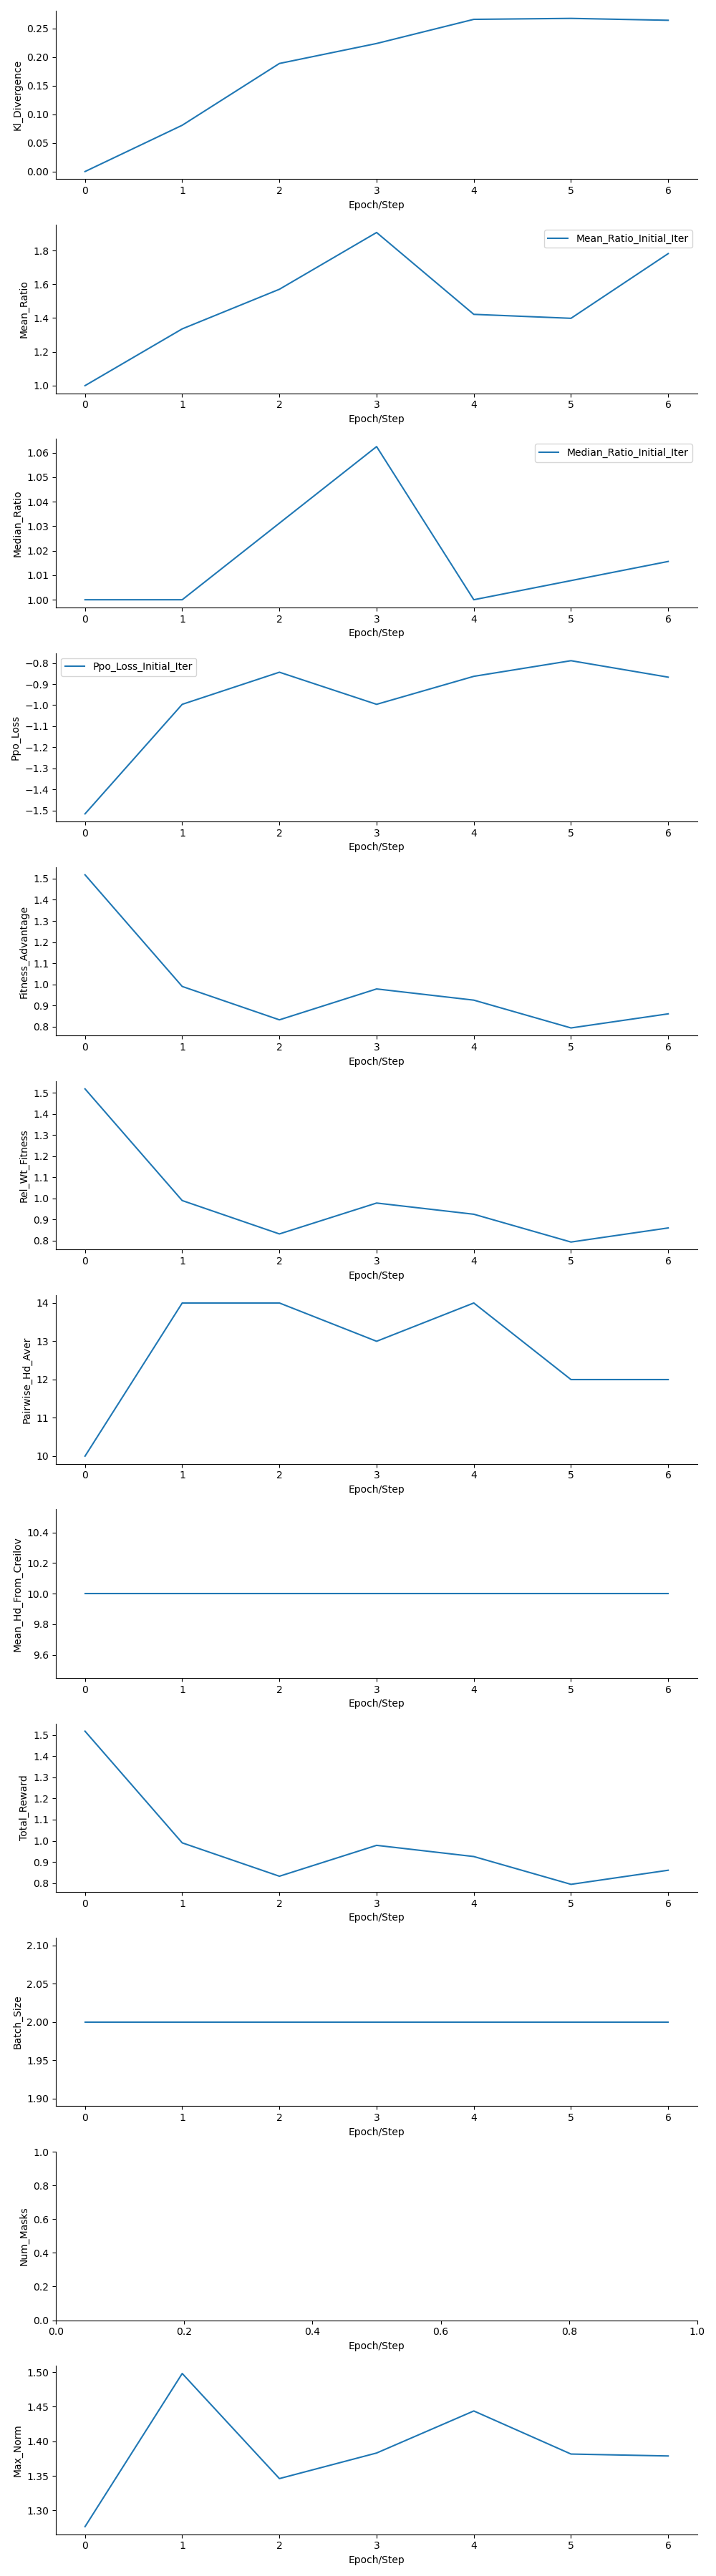 0.25
0.20
0.15
0.10
0.05
0.00
Kl_Divergence
0 1 2 3 4 5 6
Epoch/Step
Mean_Ratio_Initial_Iter
1.8
1.6
1.4
1.2
1.0
Mean_Ratio
0 1 2 3 4 5 6
Epoch/Step
Median_Ratio_Initial_Iter
1.06
1.05
1.04
1.03
1.02
1.01
1.00
Median_Ratio
0 1 2 3 4 5 6
Epoch/Step
Ppo_Loss_Initial_Iter
−0.8
−0.9
−1.0
−1.1
−1.2
−1.3
−1.4
−1.5
Ppo_Loss
0 1 2 3 4 5 6
Epoch/Step
1.5
1.4
1.3
1.2
1.1
1.0
0.9
0.8
Fitness_Advantage
0 1 2 3 4 5 6
Epoch/Step
1.5
1.4
1.3
1.2
1.1
1.0
0.9
0.8
Rel_Wt_Fitness
0 1 2 3 4 5 6
Epoch/Step
14
13
12
11
10
Pairwise_Hd_Aver
0 1 2 3 4 5 6
Epoch/Step
10.4
10.2
10.0
9.8
9.6
Mean_Hd_From_Creilov
0 1 2 3 4 5 6
Epoch/Step
1.5
1.4
1.3
1.2
1.1
1.0
0.9
0.8
Total_Reward
0 1 2 3 4 5 6
Epoch/Step
2.10
2.05
2.00
1.95
1.90
Batch_Size
0 1 2 3 4 5 6
Epoch/Step
1.0
0.8
0.6
0.4
0.2
0.0
Num_Masks
0.0 0.2 0.4 0.6 0.8 1.0
Epoch/Step
1.50
1.45
1.40
1.35
1.30
Max_Norm
0 1 2 3 4 5 6
Epoch/Step